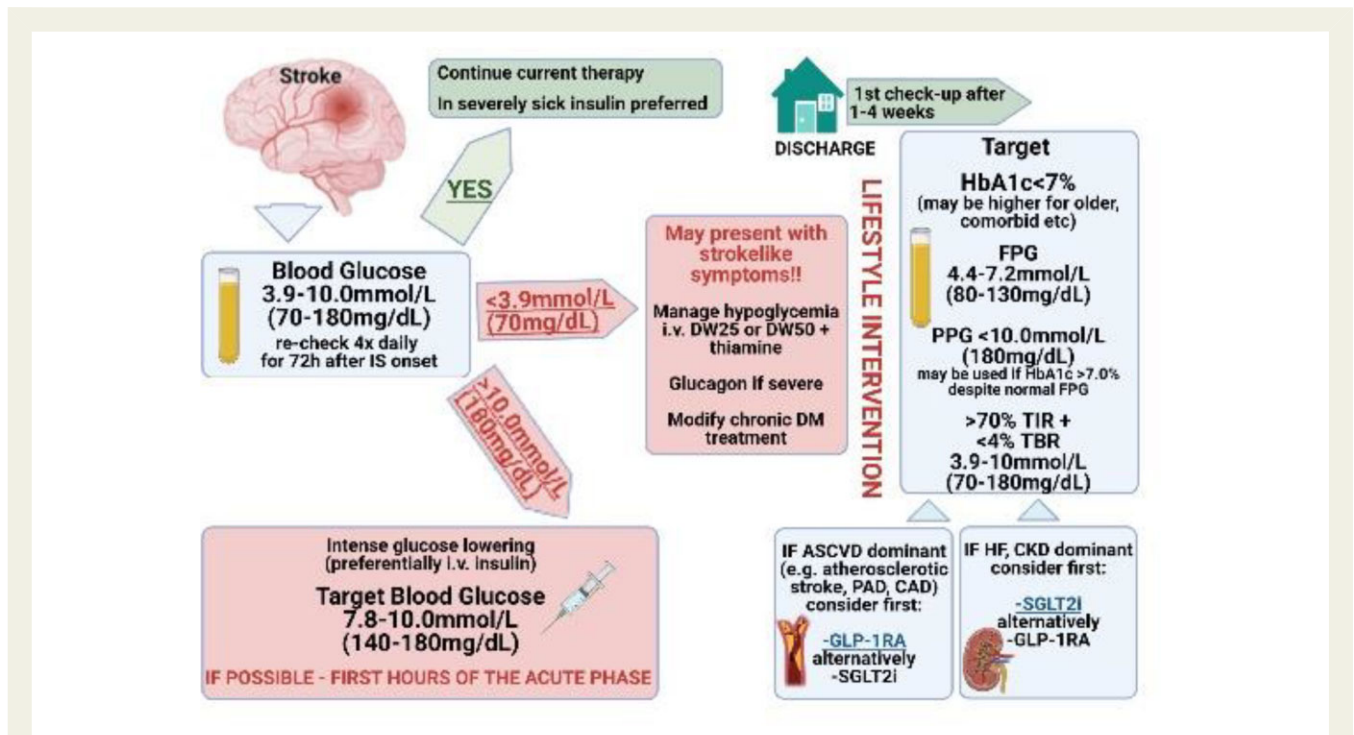 Stroke
Continue current therapy
In severely sick insulin preferred
YES
Blood Glucose
3.9-10.0mmol/L
(70-180mg/dL)
re-check 4x daily
for 72h after IS onset
<3.9mmol/L
(70mg/dL)
May present with
strokelike
symptoms!!
Manage hypoglycemia
i.v. DW25 or DW50 +
thiamine
Glucagon if severe
Modify chronic DM
treatment
>10.0mmol/L
(180mg/dL)
Intense glucose lowering
(preferentially i.v. insulin)
Target Blood Glucose
7.8-10.0mmol/L
(140-180mg/dL)
IF POSSIBLE - FIRST HOURS OF THE ACUTE PHASE
DISCHARGE
1st check-up after
1-4 weeks
LIFESTYLE INTERVENTION
Target
HbA1c<7%
(may be higher for older,
comorbid etc)
FPG
4.4-7.2mmol/L
(80-130mg/dL)
PPG <10.0mmol/L
(180mg/dL)
may be used if HbA1c >7.0%
despite normal FPG
>70% TIR +
<4% TBR
3.9-10mmol/L
(70-180mg/dL)
IF ASCVD dominant
(e.g. atherosclerotic
stroke, PAD, CAD)
consider first:
-GLP-1RA
alternatively
-SGLT2i
IF HF, CKD dominant
consider first:
-SGLT2i
alternatively
-GLP-1RA